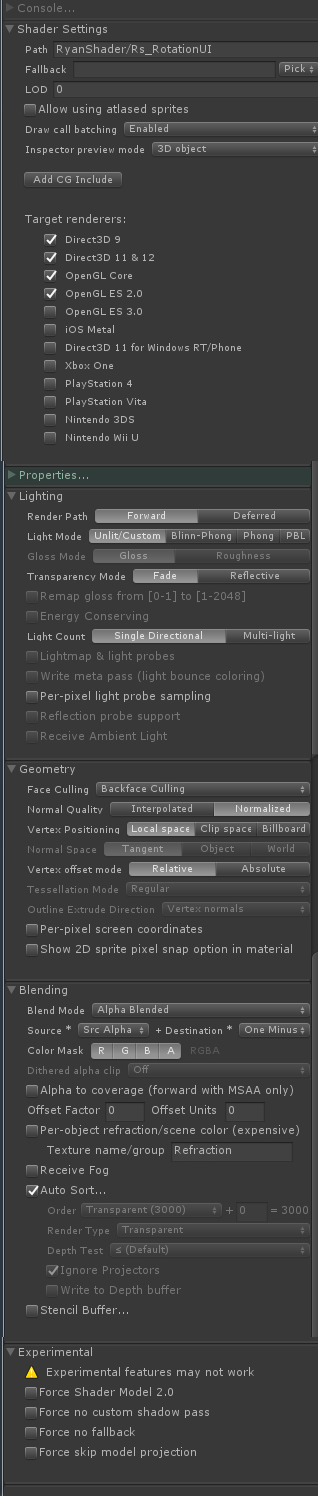 Console...
Shader Settings
Path RyanShader/Rs_RotationUI
Fallback Pick
LOD 0
Allow using atlased sprites
Draw call batching Enabled
Inspector preview mode 3D object
Add CG Include
Target renderers:
Direct3D 9
Direct3D 11 & 12
OpenGL Core
OpenGL ES 2.0
OpenGL ES 3.0
iOS Metal
Direct3D 11 for Windows RT/Phone
Xbox One
PlayStation 4
PlayStation Vita
Nintendo 3DS
Nintendo Wii U
Properties...
Lighting
Render Path Forward Deferred
Light Mode Unlit/Custom Blinn-Phong Phong PBL
Gloss Mode Gloss Roughness
Transparency Mode Fade Reflective
Remap gloss from [0-1] to [1-2048]
Energy Conserving
Light Count Single Directional Multi-light
Lightmap & light probes
Write meta pass (light bounce coloring)
Per-pixel light probe sampling
Reflection probe support
Receive Ambient Light
Geometry
Face Culling Backface Culling
Normal Quality Interpolated Normalized
Vertex Positioning Local space Clip space Billboard
Normal Space Tangent Object World
Vertex offset mode Relative Absolute
Tessellation Mode Regular
Outline Extrude Direction Vertex normals
Per-pixel screen coordinates
Show 2D sprite pixel snap option in material
Blending
Blend Mode Alpha Blended
Source * Src Alpha + Destination * One Minus
Color Mask R G B A RGBA
Dithered alpha clip Off
Alpha to coverage (forward with MSAA only)
Offset Factor 0 Offset Units 0
Per-object refraction/scene color (expensive)
Texture name/group Refraction
Receive Fog
Auto Sort...
Order Transparent (3000) + 0 = 3000
Render Type Transparent
Depth Test ≤ (Default)
Ignore Projectors
Write to Depth buffer
Stencil Buffer...
Experimental
Experimental features may not work
Force Shader Model 2.0
Force no custom shadow pass
Force no fallback
Force skip model projection